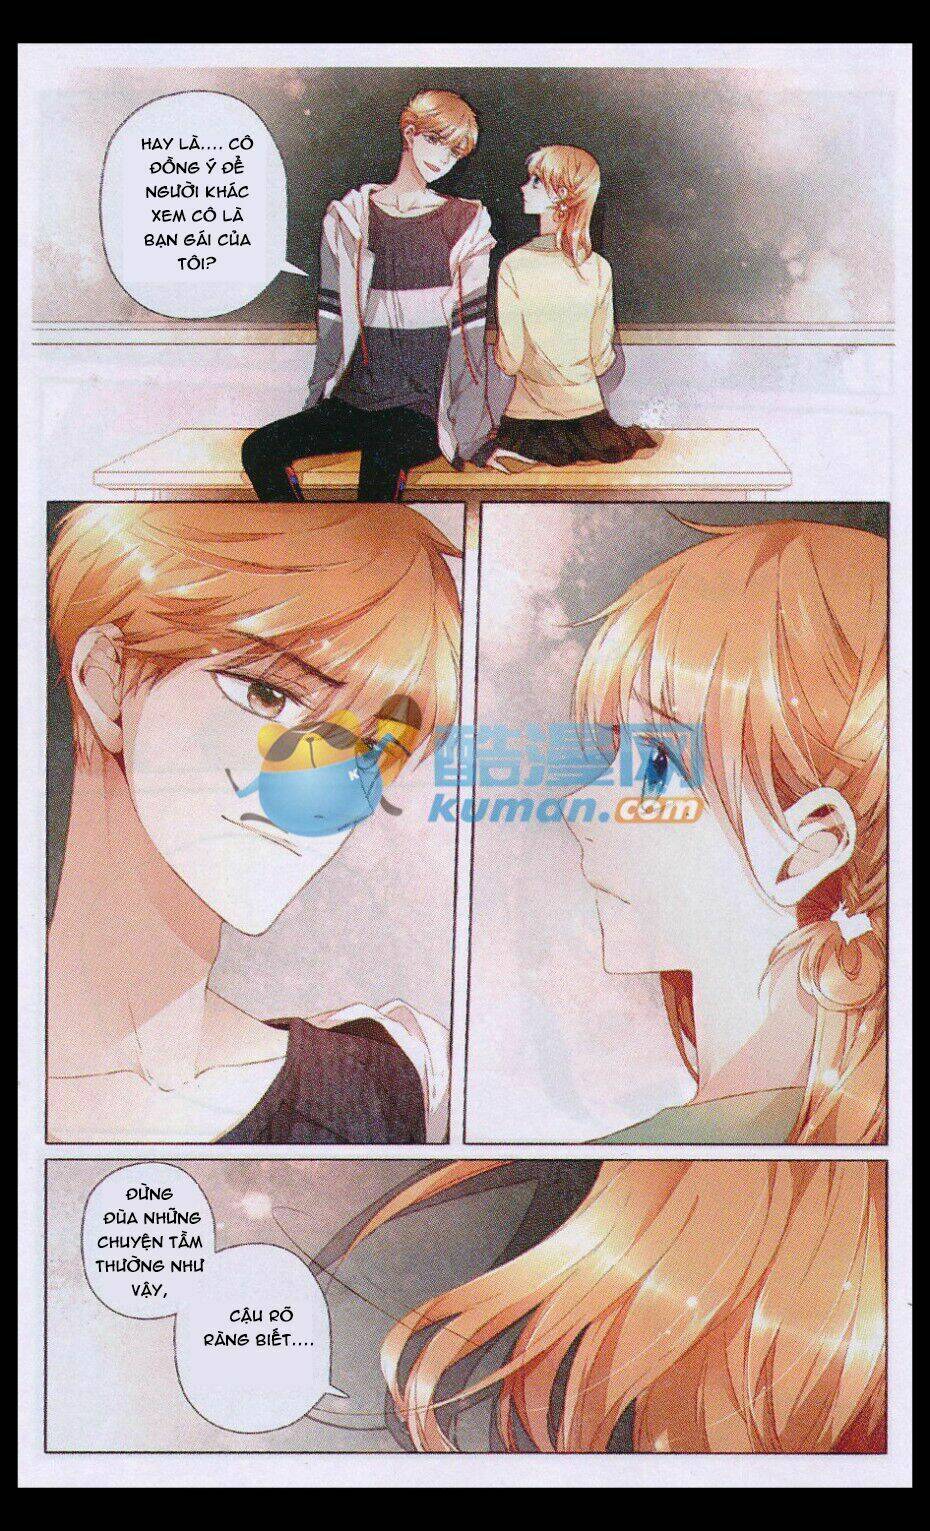 HAY LÀ.... CÔ
ĐỒNG Ý ĐỂ
NGƯỜI KHÁC
XEM CÔ LÀ
BẠN GÁI CỦA
TÔI?
酷漫网
kuman.com
ĐỪNG
ĐÙA NHỮNG
CHUYỆN TẦM
THƯỜNG NHƯ
VẬY,
CẬU RÕ
RÀNG BIẾT....